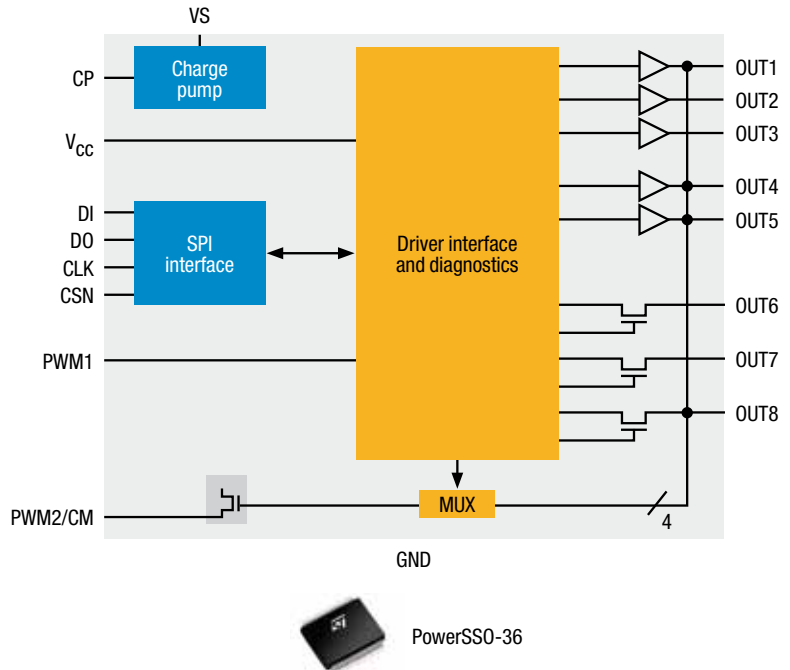 VS
CP
Charge
pump
VCC
DI
DO
CLK
CSN
SPI
interface
PWM1
PWM2/CM
Driver interface
and diagnostics
MUX
4
OUT1
OUT2
OUT3
OUT4
OUT5
OUT6
OUT7
OUT8
GND
ST
PowerSSO-36